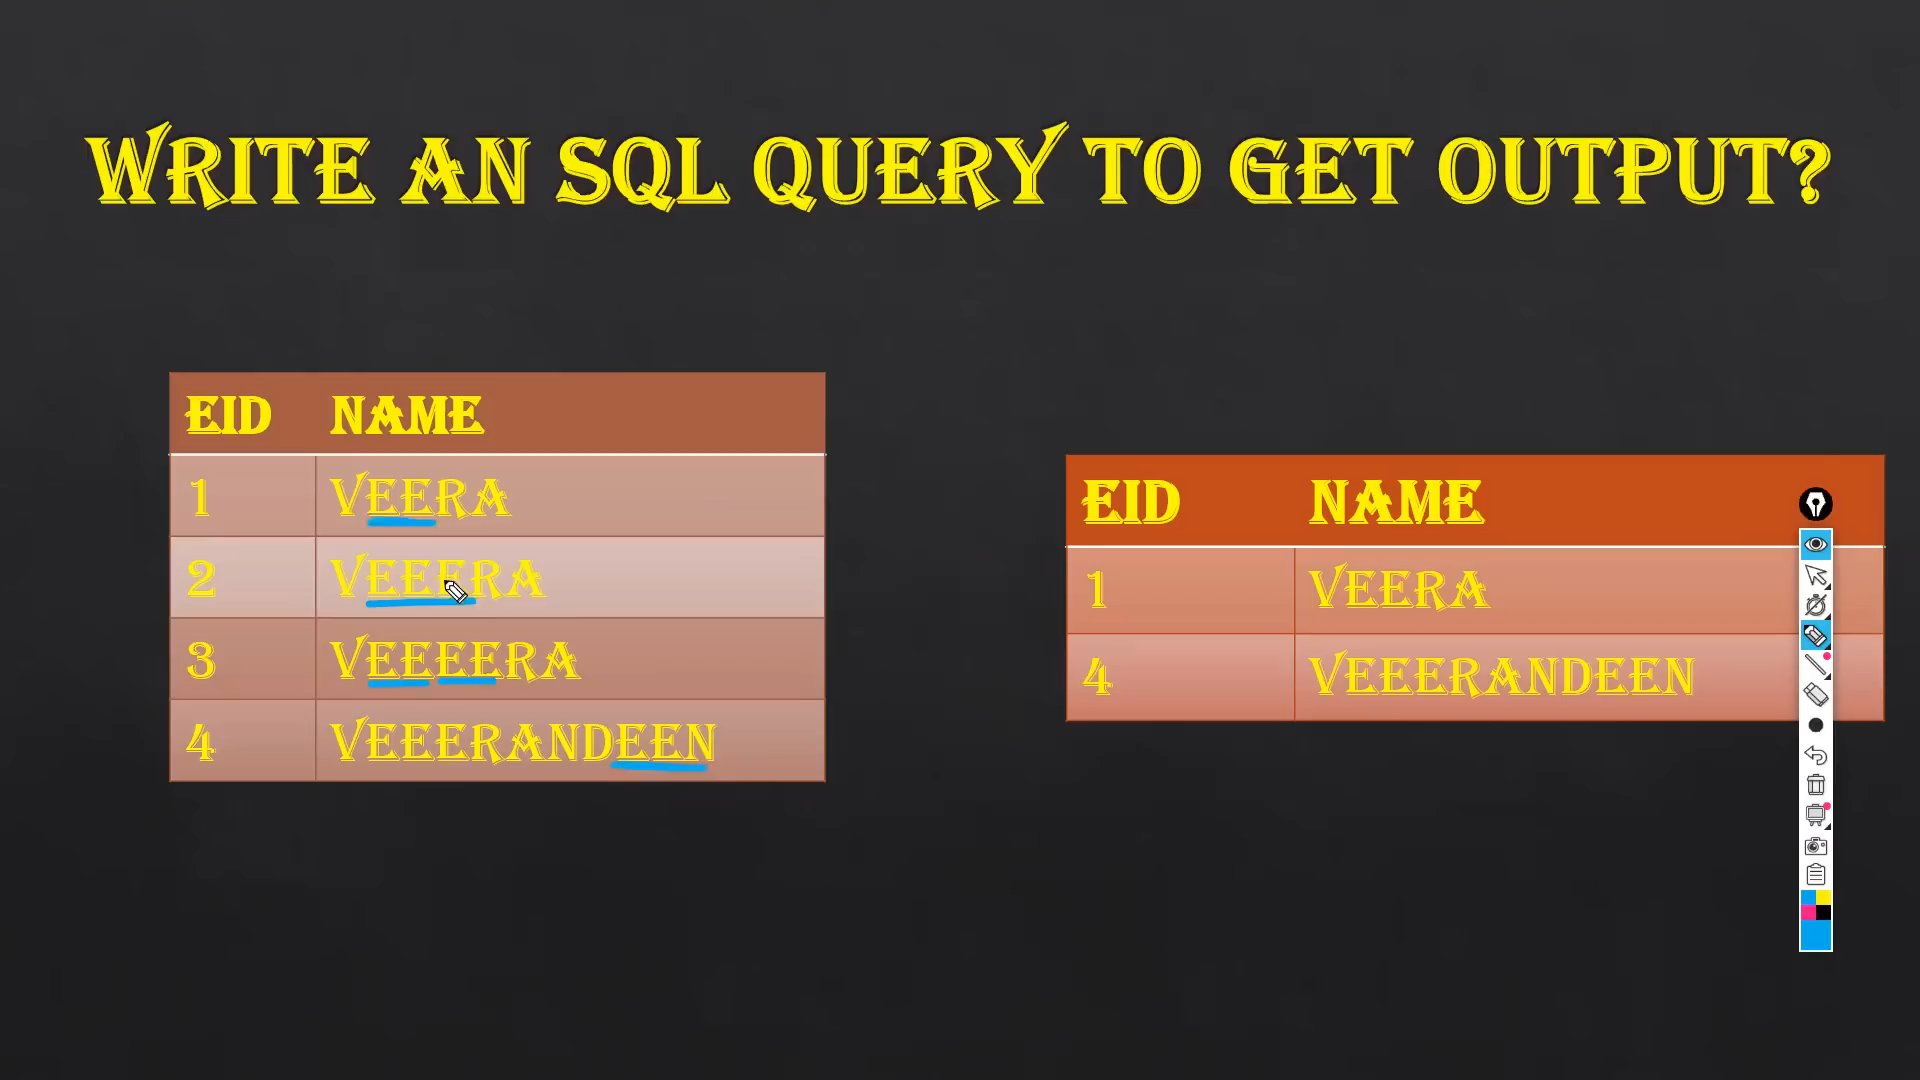 WRITE AN SQL QUERY TO GET OUTPUT?
EID NAME
1 VEERA
2 VEEERA
3 VEEEERA
4 VEEERANDEEN
EID NAME
1 VEERA
4 VEEERANDEEN